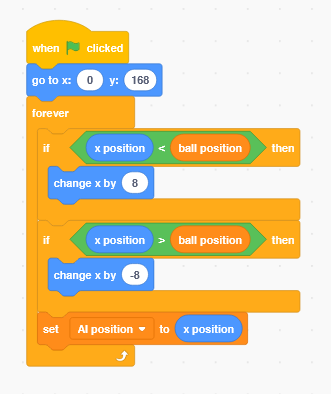 when clicked
go to x: 0 y: 168
forever
if x position < ball position then
change x by 8
if x position > ball position then
change x by -8
set AI position to x position